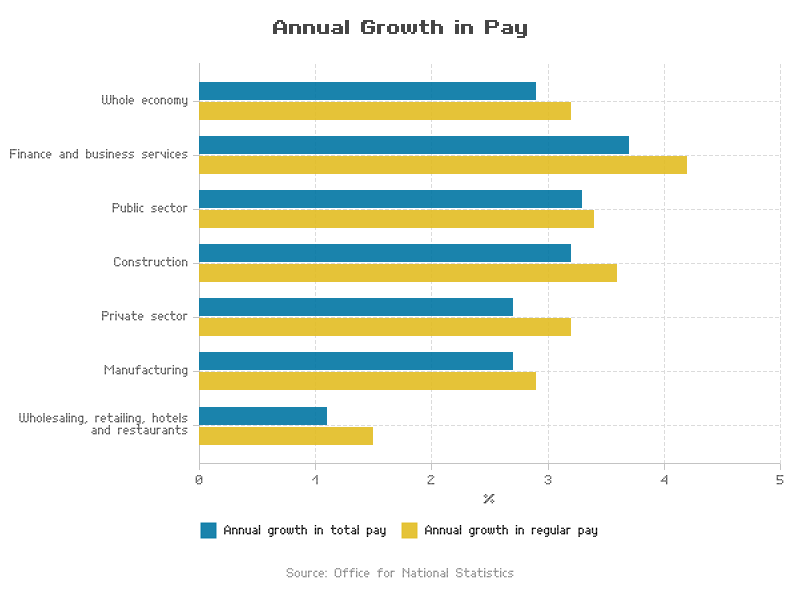 Annual Growth in Pay
Whole economy
Finance and business services
Public sector
Construction
Private sector
Manufacturing
Wholesaling, retailing, hotels
and restaurants
0 1 2 3 4 5
%
Annual growth in total pay Annual growth in regular pay
Source: Office for National Statistics